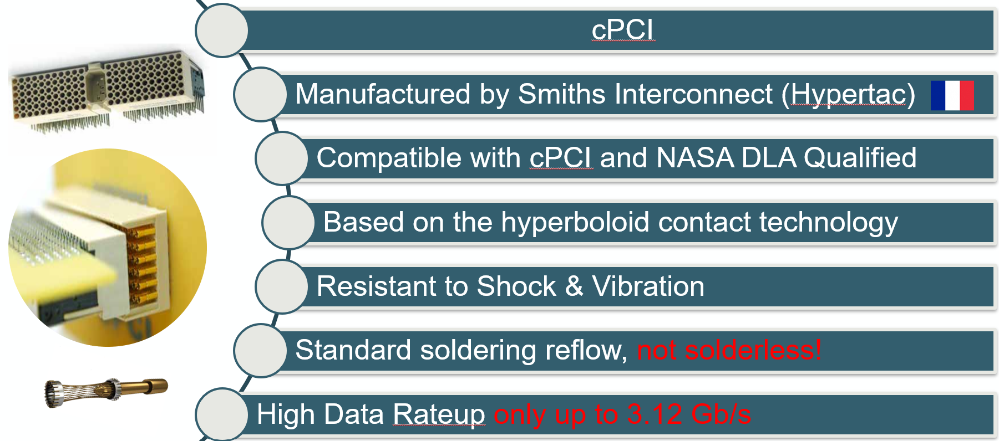 cPCI
Manufactured by Smiths Interconnect (Hypertac)
Compatible with cPCI and NASA DLA Qualified
Based on the hyperboloid contact technology
Resistant to Shock & Vibration
Standard soldering reflow, not solderless!
High Data Rateup only up to 3.12 Gb/s